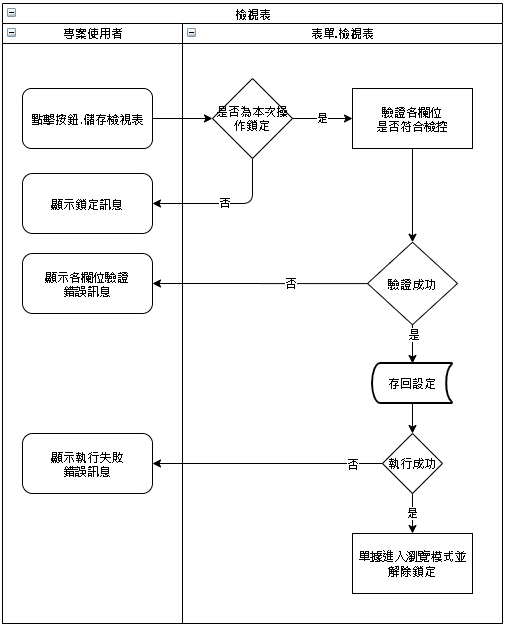 檢視表
專案使用者
表單.檢視表
點擊按鈕.儲存檢視表
是否為本次操
作鎖定
是
驗證各欄位
是否符合檢控
顯示鎖定訊息
否
顯示各欄位驗證
錯誤訊息
否
驗證成功
是
存回設定
顯示執行失敗
錯誤訊息
否
執行成功
是
單據進入瀏覽模式並
解除鎖定